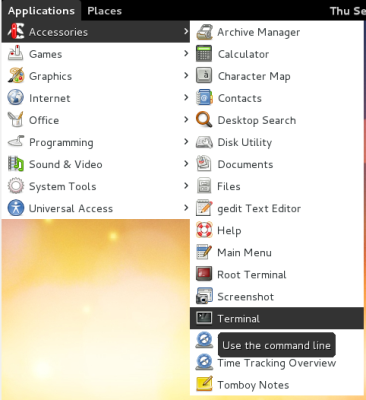 Applications Places Thu Se
Accessories
Games
Graphics
Internet
Office
Programming
Sound & Video
System Tools
Universal Access
Archive Manager
Calculator
Character Map
Contacts
Desktop Search
Disk Utility
Documents
Files
gedit Text Editor
Help
Main Menu
Root Terminal
Screenshot
Terminal
Use the command line
Time Tracking Overview
Tomboy Notes